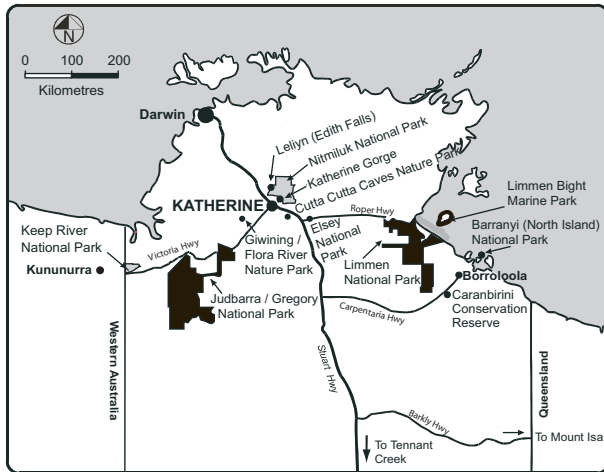 N
0 100 200
Kilometres
Darwin
Leliyn (Edith Falls)
Nitmiluk National Park
Katherine Gorge
Cutta Cutta Caves Nature Park
KATHERINE
Roper Hwy
Limmen Bight
Marine Park
Barranyi (North Island)
National Park
Keep River
National Park
Kununurra
Victoria Hwy
Giwining /
Flora River
Nature Park
Elsey
National
Park
Limmen
National Park
Borroloola
Judbarra / Gregory
National Park
Carpentaria Hwy
Caranbirini
Conservation
Reserve
Western Australia
Stuart Hwy
Queensland
Barkly Hwy
To Mount Isa
To Tennant
Creek